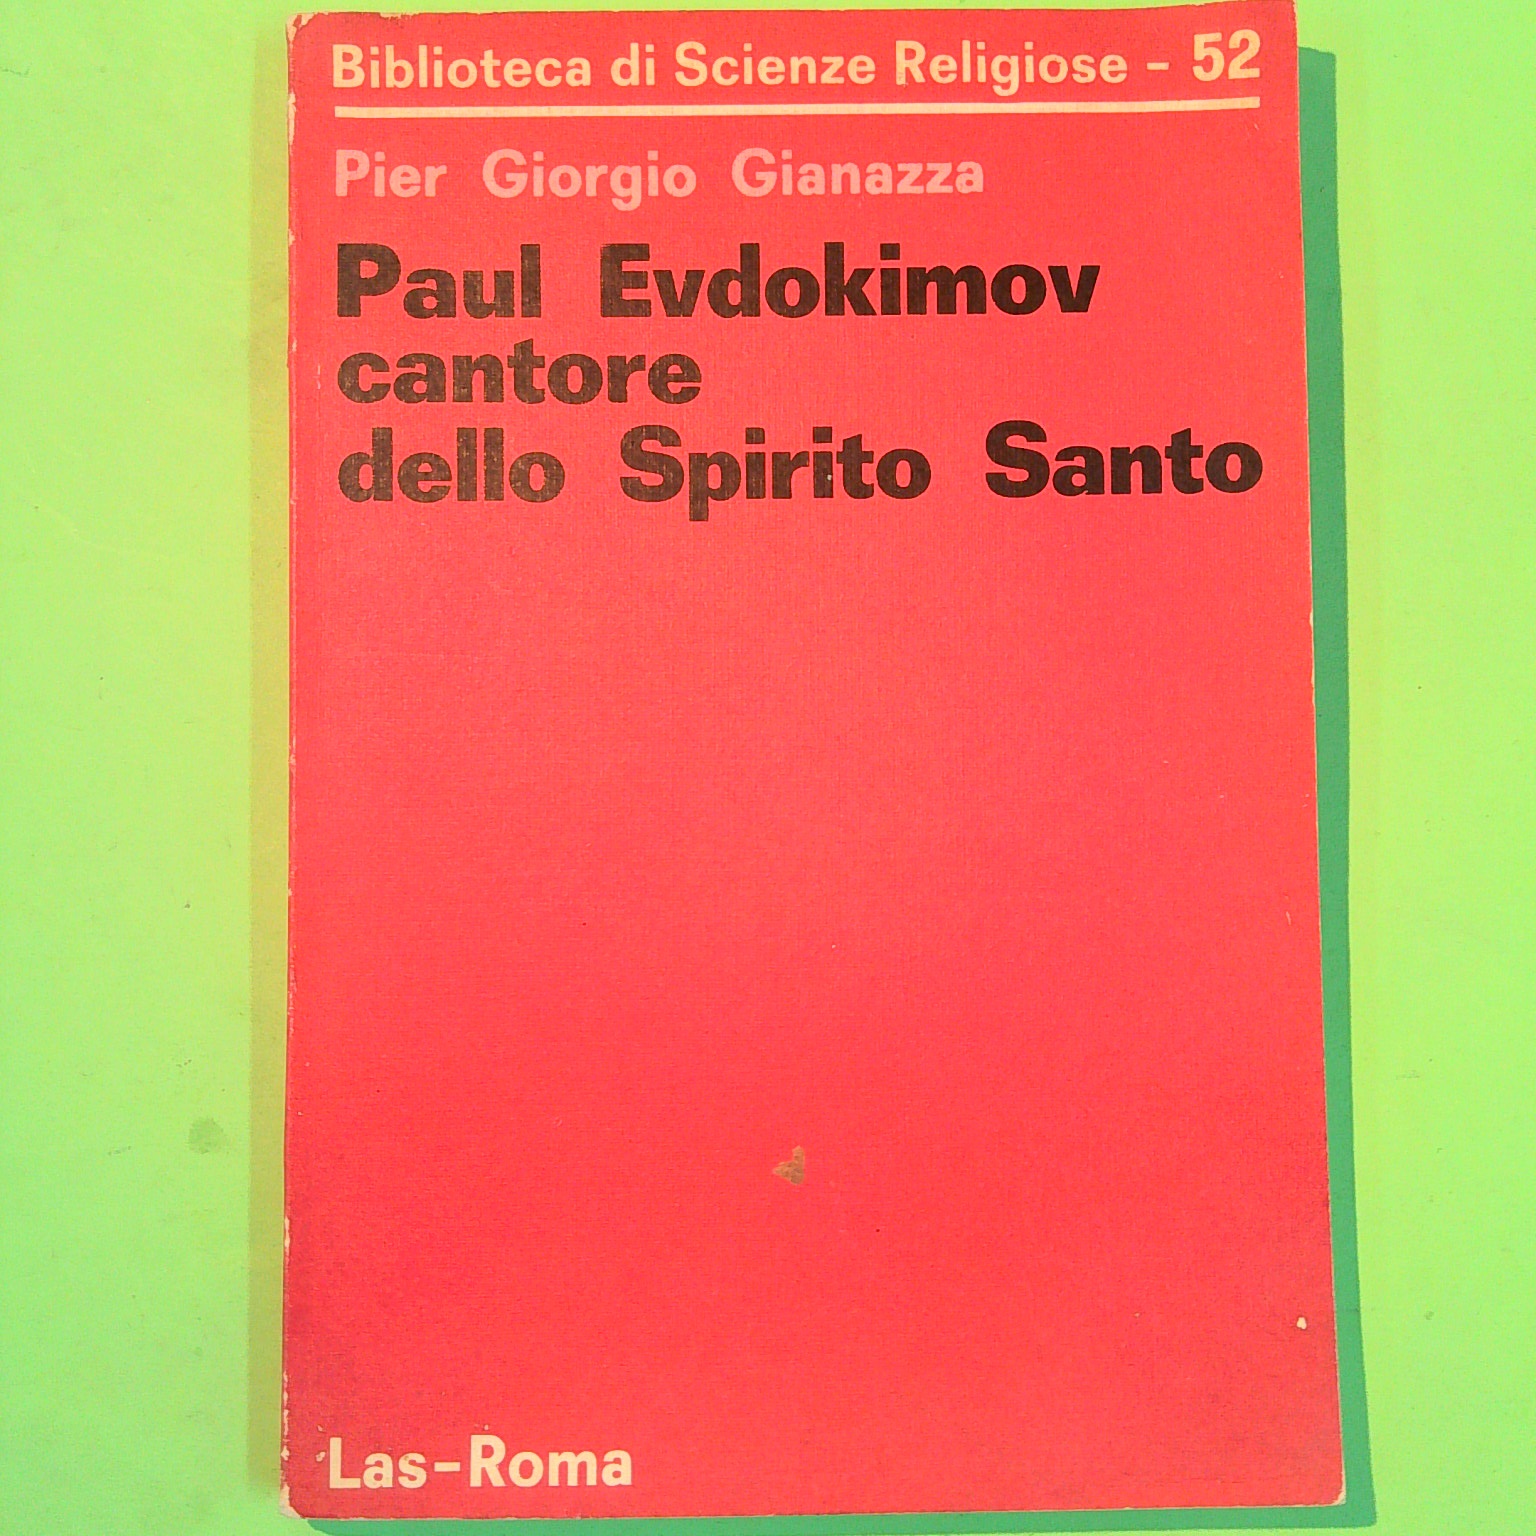 Biblioteca di Scienze Religiose - 52
Pier Giorgio Gianazza
Paul Evdokimov
cantore
dello Spirito Santo
Las-Roma